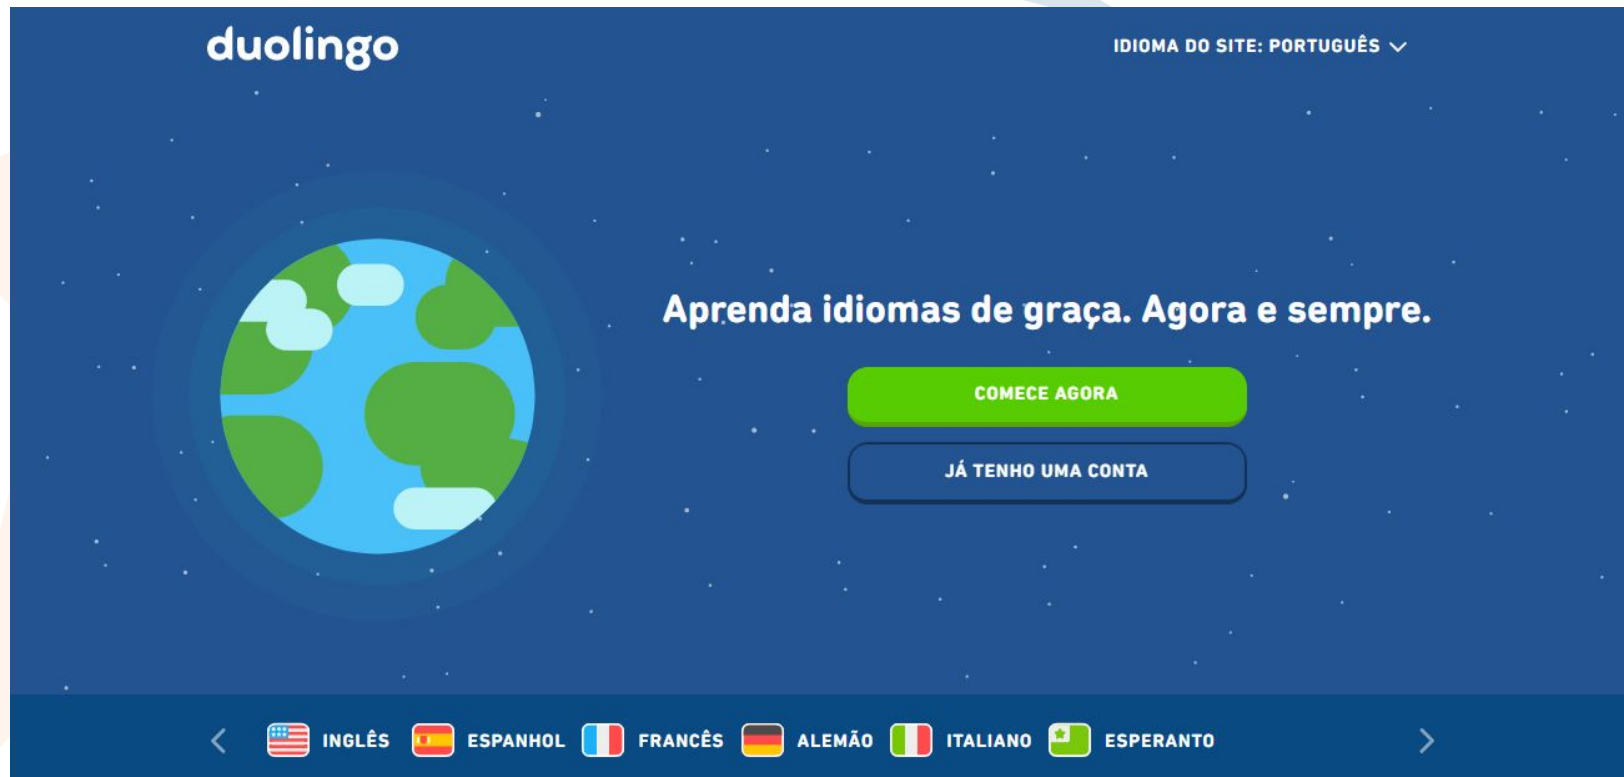 duolingo
IDIOMA DO SITE: PORTUGUÊS
Aprenda idiomas de graça. Agora e sempre.
COMECE AGORA
JÁ TENHO UMA CONTA
INGLÊS ESPANHOL FRANCÊS ALEMÃO ITALIANO ESPERANTO